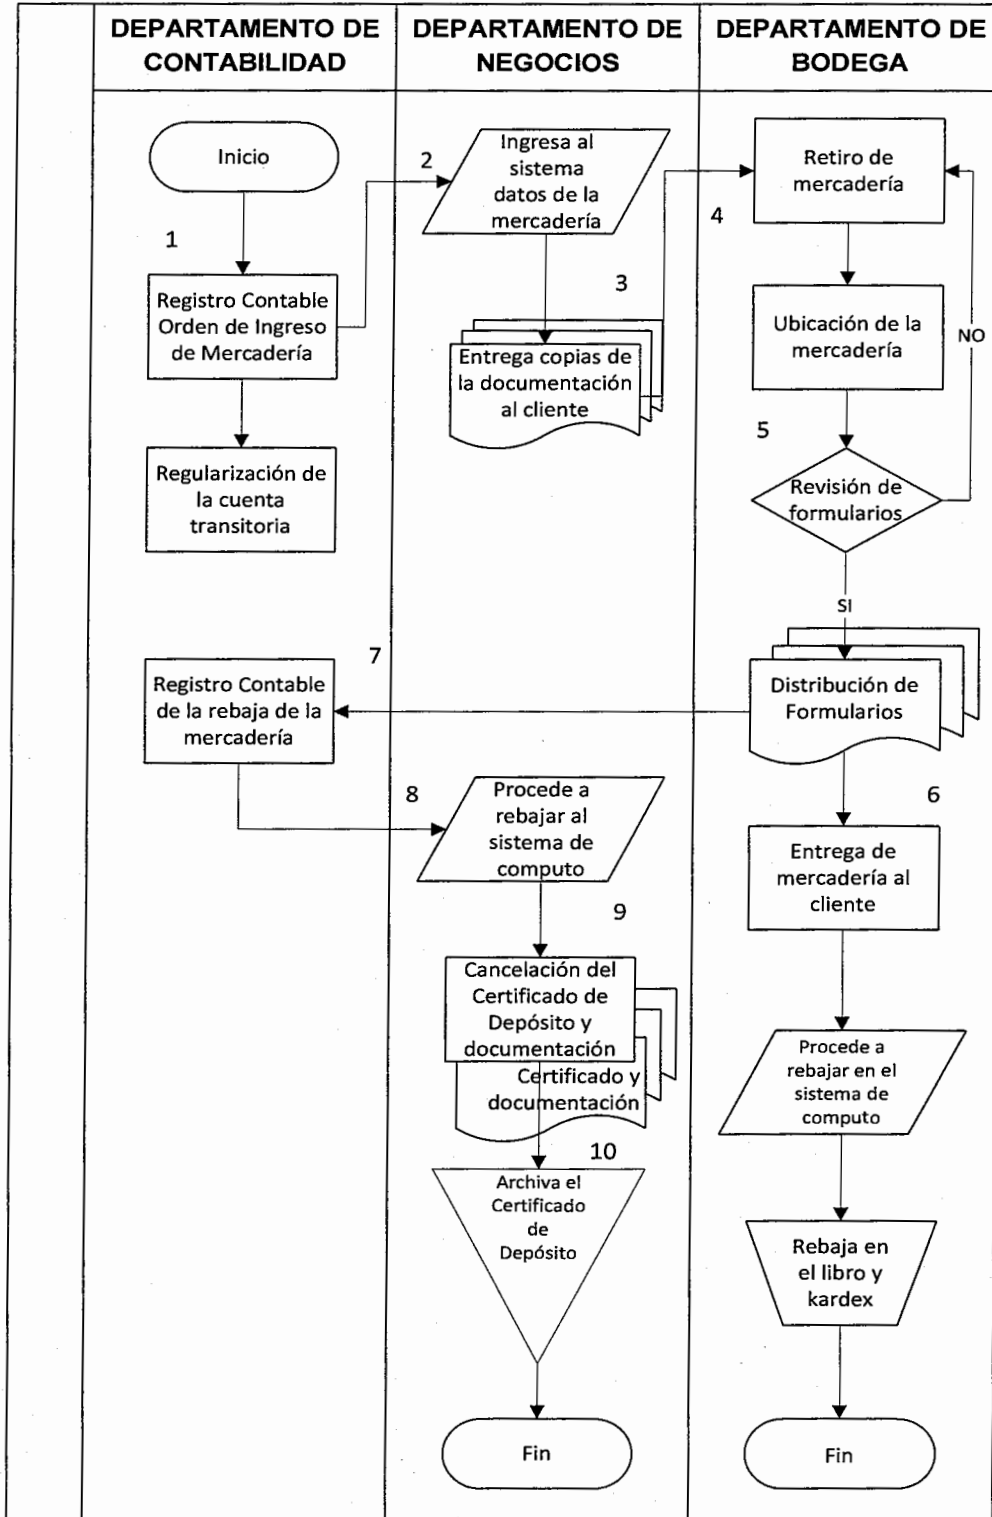 DEPARTAMENTO DE
CONTABILIDAD
DEPARTAMENTO DE
NEGOCIOS
DEPARTAMENTO DE
BODEGA
Inicio
1
Registro Contable
Orden de Ingreso
de Mercadería
Regularización de
la cuenta
transitoria
2
Ingresa al
sistema
datos de la
mercadería
3
Entrega copias de
la documentación
al cliente
4
Retiro de
mercadería
Ubicación de la
mercadería
NO
5
Revisión de
formularios
SI
Distribución de
Formularios
6
Entrega de
mercadería al
cliente
Procede a
rebajar en el
sistema de
computo
Rebaja en
el libro y
kardex
Fin
7
Registro Contable
de la rebaja de la
mercadería
8
Procede a
rebajar al
sistema de
computo
9
Cancelación del
Certificado de
Depósito y
documentación
Certificado y
documentación
10
Archiva el
Certificado
de
Depósito
Fin